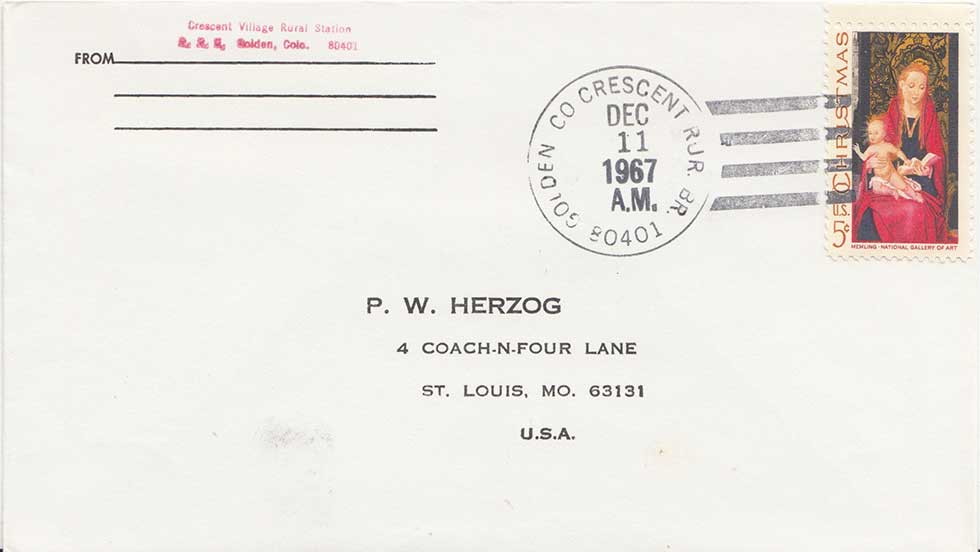 Crescent Village Rural Station
Golden, Colo. 80401
FROM
GOLDEN CO CRESCENT RUR. BR. 80401
DEC
11
1967
A.M.
CHRISTMAS
U.S. 5¢
MEMLING · NATIONAL GALLERY OF ART
P. W. HERZOG
4 COACH-N-FOUR LANE
ST. LOUIS, MO. 63131
U.S.A.